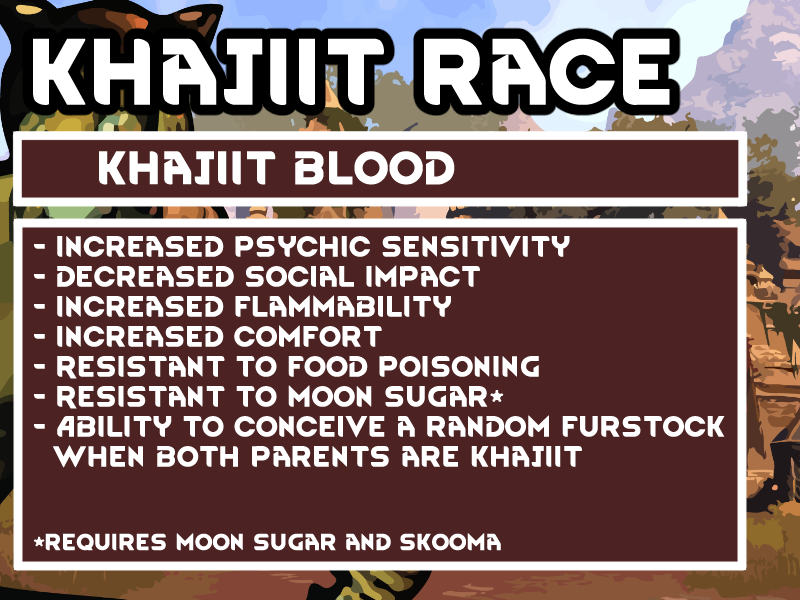 KHAJIIT RACE
KHAJIIT BLOOD
- INCREASED PSYCHIC SENSITIVITY
- DECREASED SOCIAL IMPACT
- INCREASED FLAMMABILITY
- INCREASED COMFORT
- RESISTANT TO FOOD POISONING
- RESISTANT TO MOON SUGAR*
- ABILITY TO CONCEIVE A RANDOM FURSTOCK
WHEN BOTH PARENTS ARE KHAJIIT
*REQUIRES MOON SUGAR AND SKOOMA